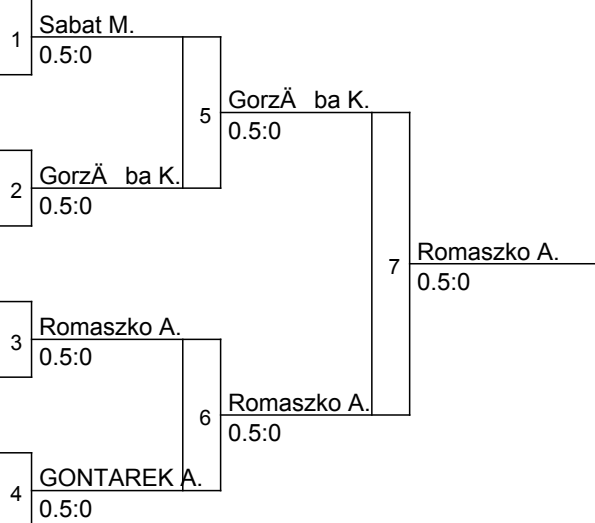 Sabat M.
1
0.5:0
GorzÄ ba K.
5
0.5:0
GorzÄ ba K.
2
0.5:0
Romaszko A.
7
0.5:0
Romaszko A.
3
0.5:0
Romaszko A.
6
0.5:0
GONTAREK A.
4
0.5:0